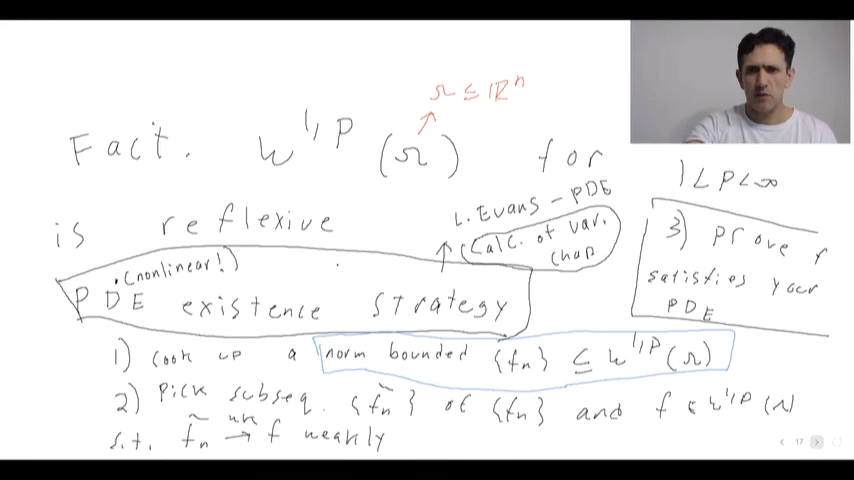 Ω ⊆ ℝⁿ
Fact. W^{1,p}(Ω) for 1<p<∞
is reflexive
L. Evans - PDE
(Calc. of var. chap
(nonlinear!)
PDE existence strategy
1) Cook up a norm bounded {fn} ⊆ W^{1,p}(Ω)
2) Pick subseq. {f̃n} of {fn} and f ∈ W^{1,p}(Ω)
s.t. f̃n → f weakly
3) prove f
satisfies your
PDE
17